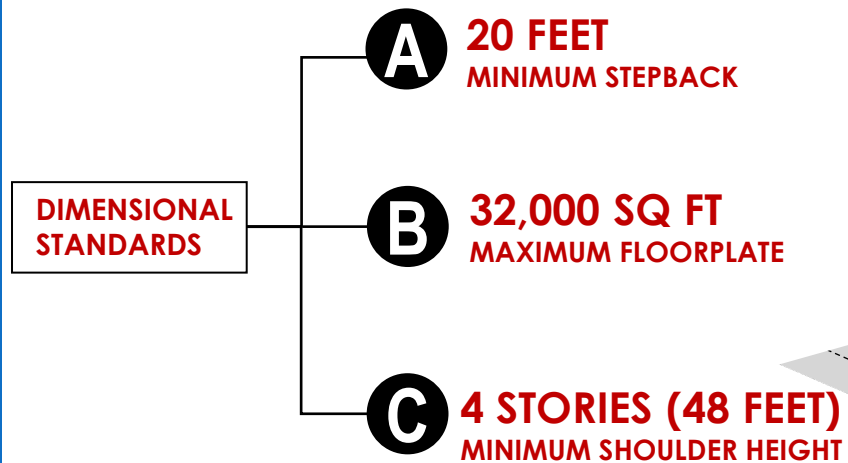 DIMENSIONAL
STANDARDS
A
20 FEET
MINIMUM STEPBACK
B
32,000 SQ FT
MAXIMUM FLOORPLATE
C
4 STORIES (48 FEET)
MINIMUM SHOULDER HEIGHT